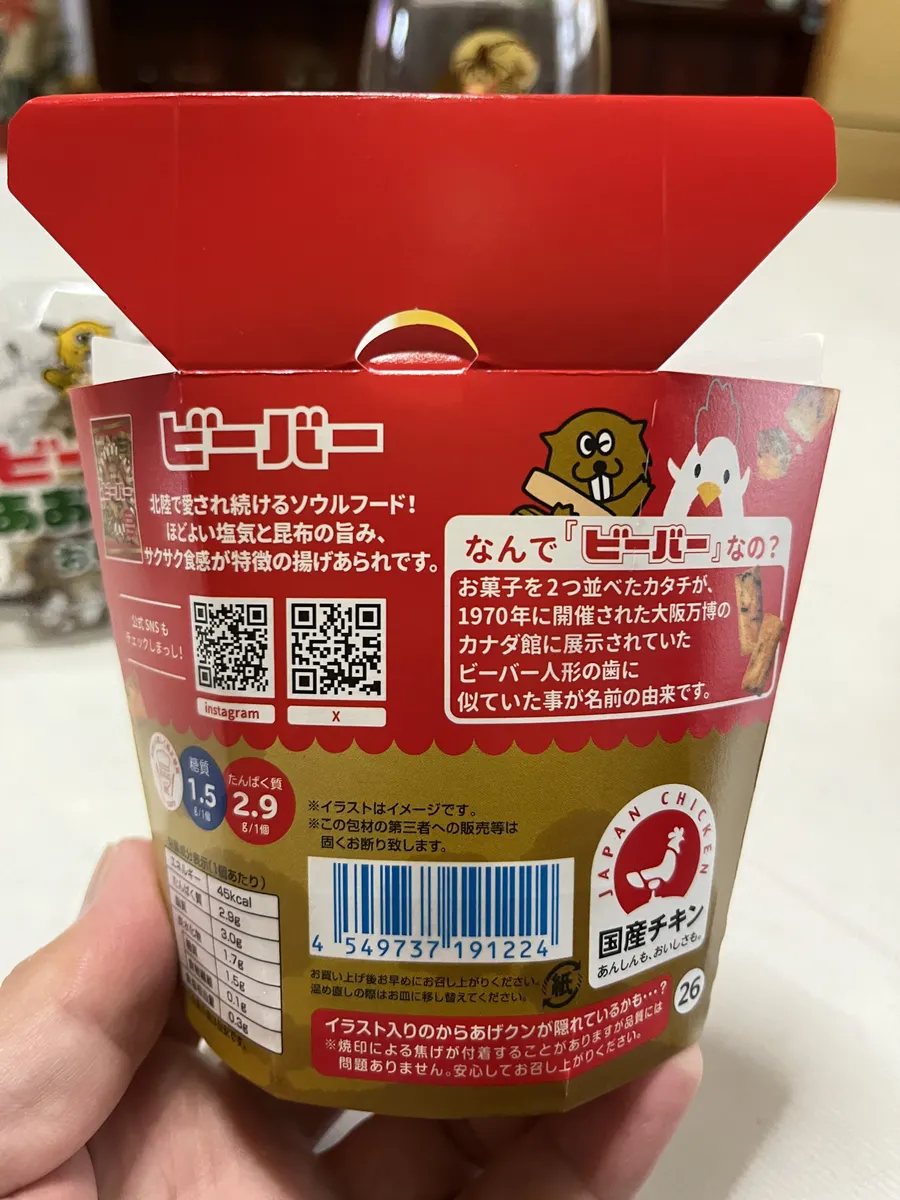 ビーバー
北陸で愛され続けるソウルフード!
ほどよい塩気と昆布の旨み、
サクサク食感が特徴の揚げあられです。
公式SNSも
チェックしまっし!
instagram
X
なんで「ビーバー」なの?
お菓子を2つ並べたカタチが、
1970年に開催された大阪万博の
カナダ館に展示されていた
ビーバー人形の歯に
似ていた事が名前の由来です。
糖質
1.5
g/1個
たんぱく質
2.9
g/1個
※イラストはイメージです。
※この包材の第三者への販売等は
固くお断り致します。
(1個あたり)
エネルギー 45kcal
たんぱく質 2.9g
3.0g
1.7g
1.5g
0.1g
0.3g
4 549737 191224
お買い上げ後お早めにお召し上がりください。
温め直しの際はお皿に移し替えてください。
紙
JAPAN CHICKEN
国産チキン
あんしんも、おいしさも。
26
イラスト入りのからあげクンが隠れているかも…?
※焼印による焦げが付着することがありますが品質には
問題ありません。安心してお召し上がりください。